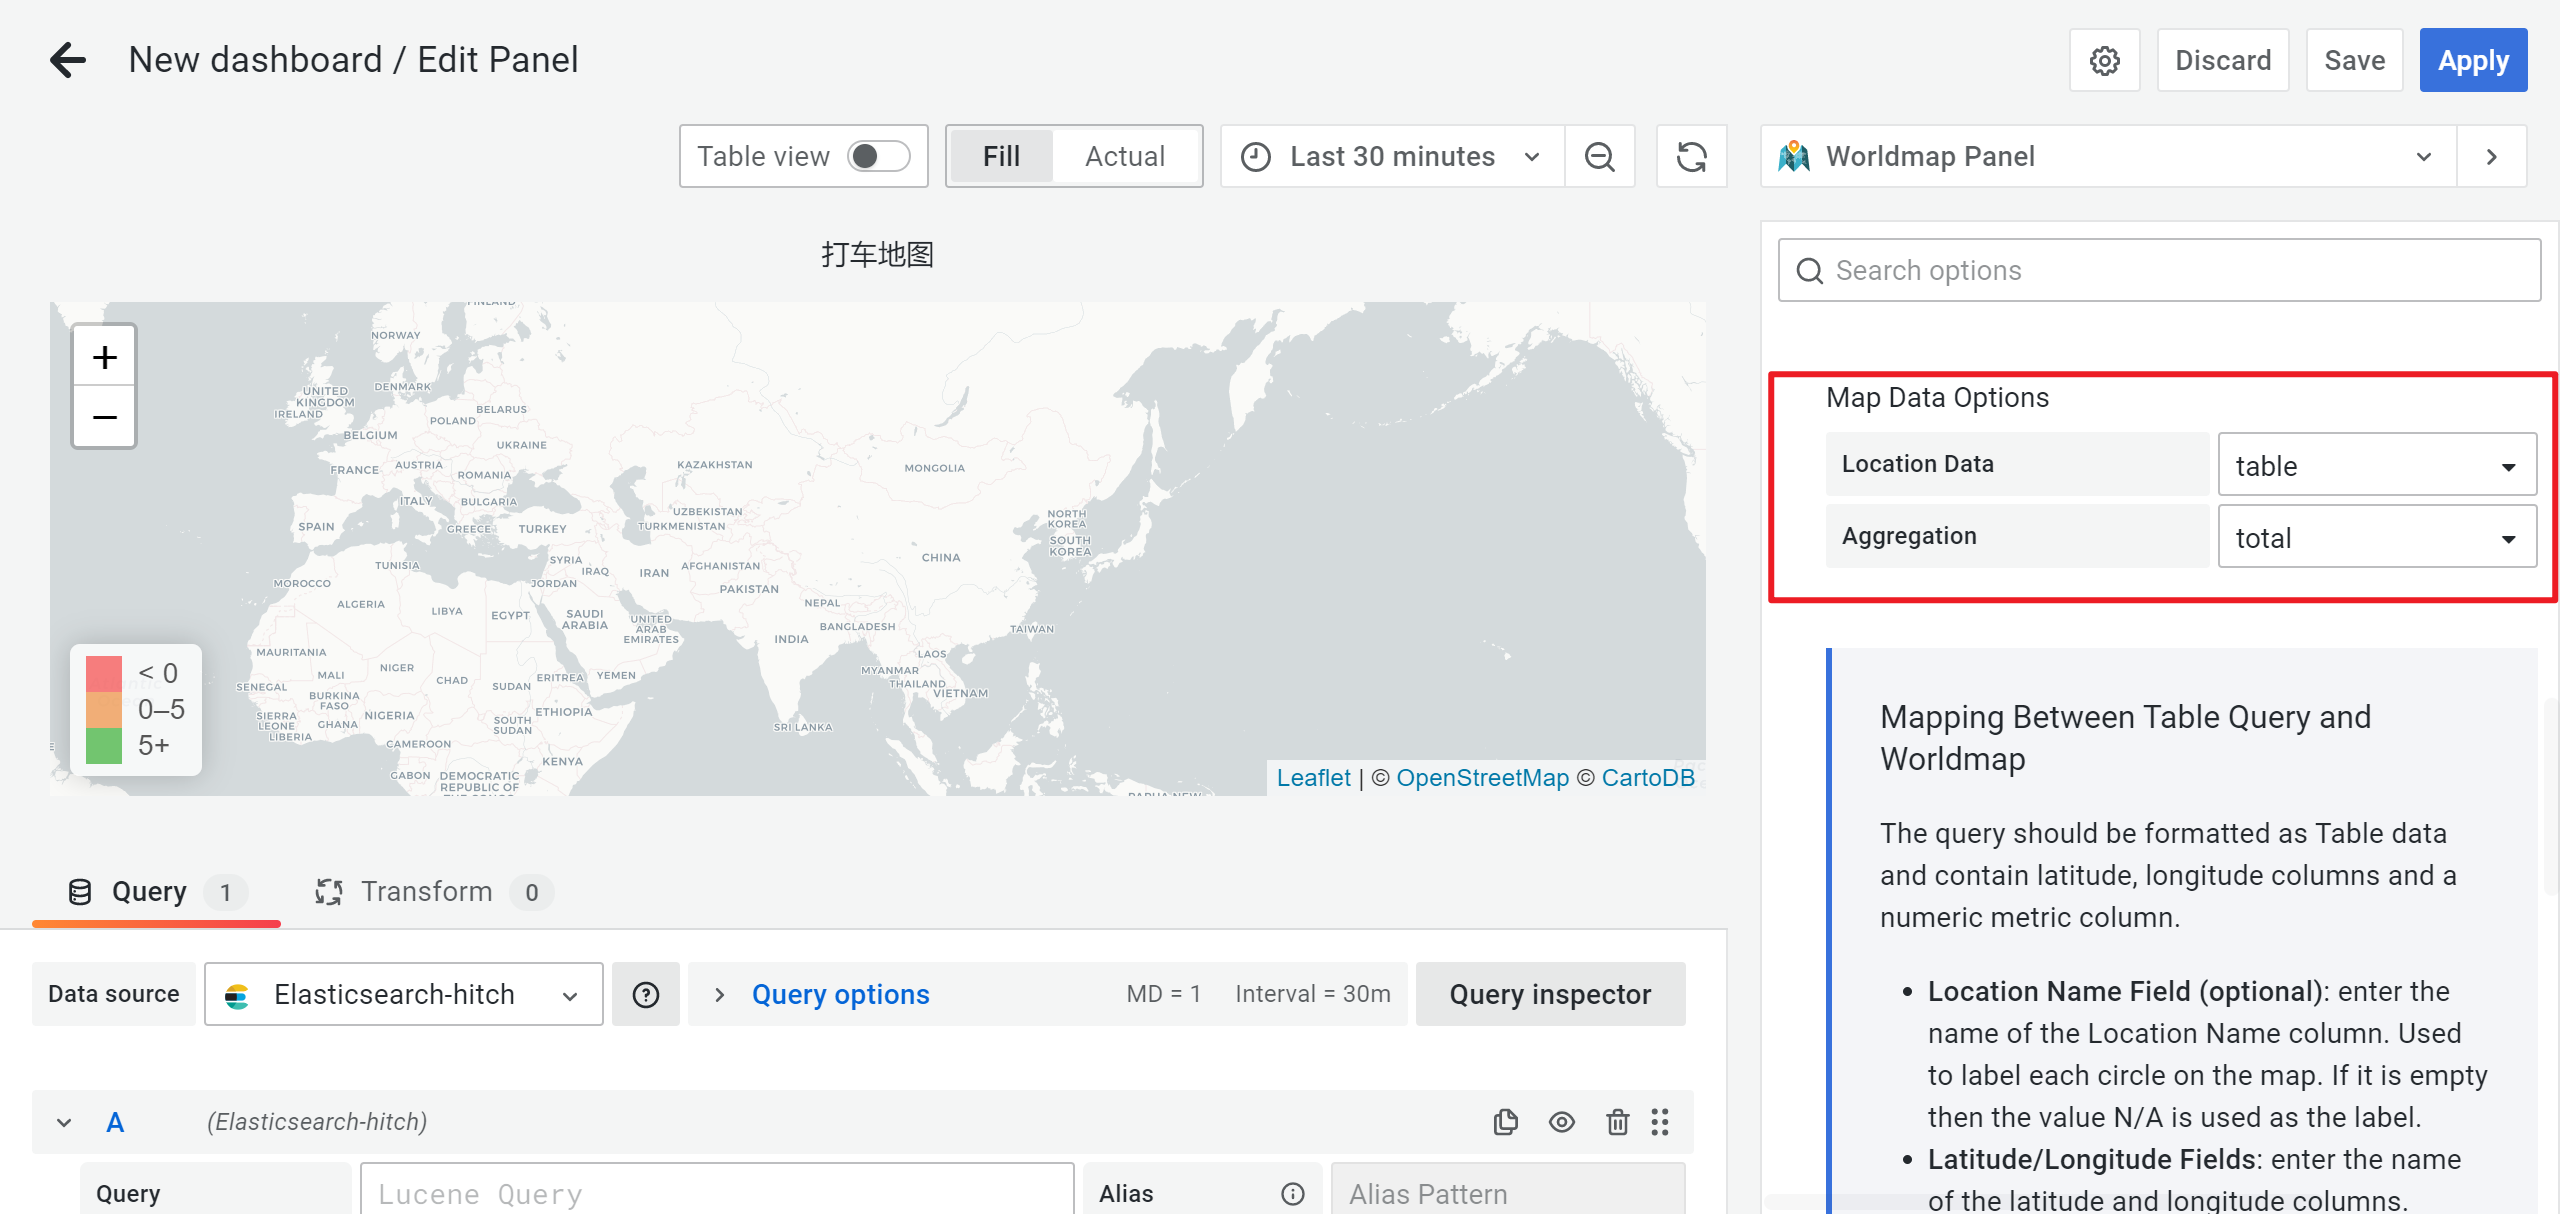 New dashboard / Edit Panel
Discard
Save
Apply
Table view
Fill
Actual
Last 30 minutes
Worldmap Panel
打车地图
Search options
+
−
FINLAND
NORWAY
DENMARK
UNITED
KINGDOM
IRELAND
BELARUS
POLAND
BELGIUM
UKRAINE
FRANCE
AUSTRIA
ROMANIA
KAZAKHSTAN
MONGOLIA
ITALY
BULGARIA
SPAIN
GREECE
TURKEY
UZBEKISTAN
TURKMENISTAN
NORTH
KOREA
SOUTH
KOREA
TUNISIA
SYRIA
IRAQ
IRAN
AFGHANISTAN
CHINA
MOROCCO
JORDAN
PAKISTAN
ALGERIA
LIBYA
EGYPT
SAUDI
ARABIA
UNITED
ARAB
EMIRATES
NEPAL
BANGLADESH
INDIA
TAIWAN
MAURITANIA
MALI
NIGER
CHAD
SUDAN
ERITREA
YEMEN
LAOS
MYANMAR
THAILAND
VIETNAM
SENEGAL
BURKINA
FASO
SIERRA
LEONE
LIBERIA
GHANA
NIGERIA
SOUTH
SUDAN
ETHIOPIA
SRI LANKA
CAMEROON
KENYA
GABON
DEMOCRATIC
REPUBLIC OF
THE CONGO
PAPUA NEW
< 0
0–5
5+
Leaflet | © OpenStreetMap © CartoDB
Map Data Options
Location Data
table
Aggregation
total
Mapping Between Table Query and
Worldmap
The query should be formatted as Table data
and contain latitude, longitude columns and a
numeric metric column.
• Location Name Field (optional): enter the
name of the Location Name column. Used
to label each circle on the map. If it is empty
then the value N/A is used as the label.
• Latitude/Longitude Fields: enter the name
of the latitude and longitude columns.
Query 1
Transform 0
Data source
Elasticsearch-hitch
Query options
MD = 1
Interval = 30m
Query inspector
A
(Elasticsearch-hitch)
Query
Lucene Query
Alias
Alias Pattern